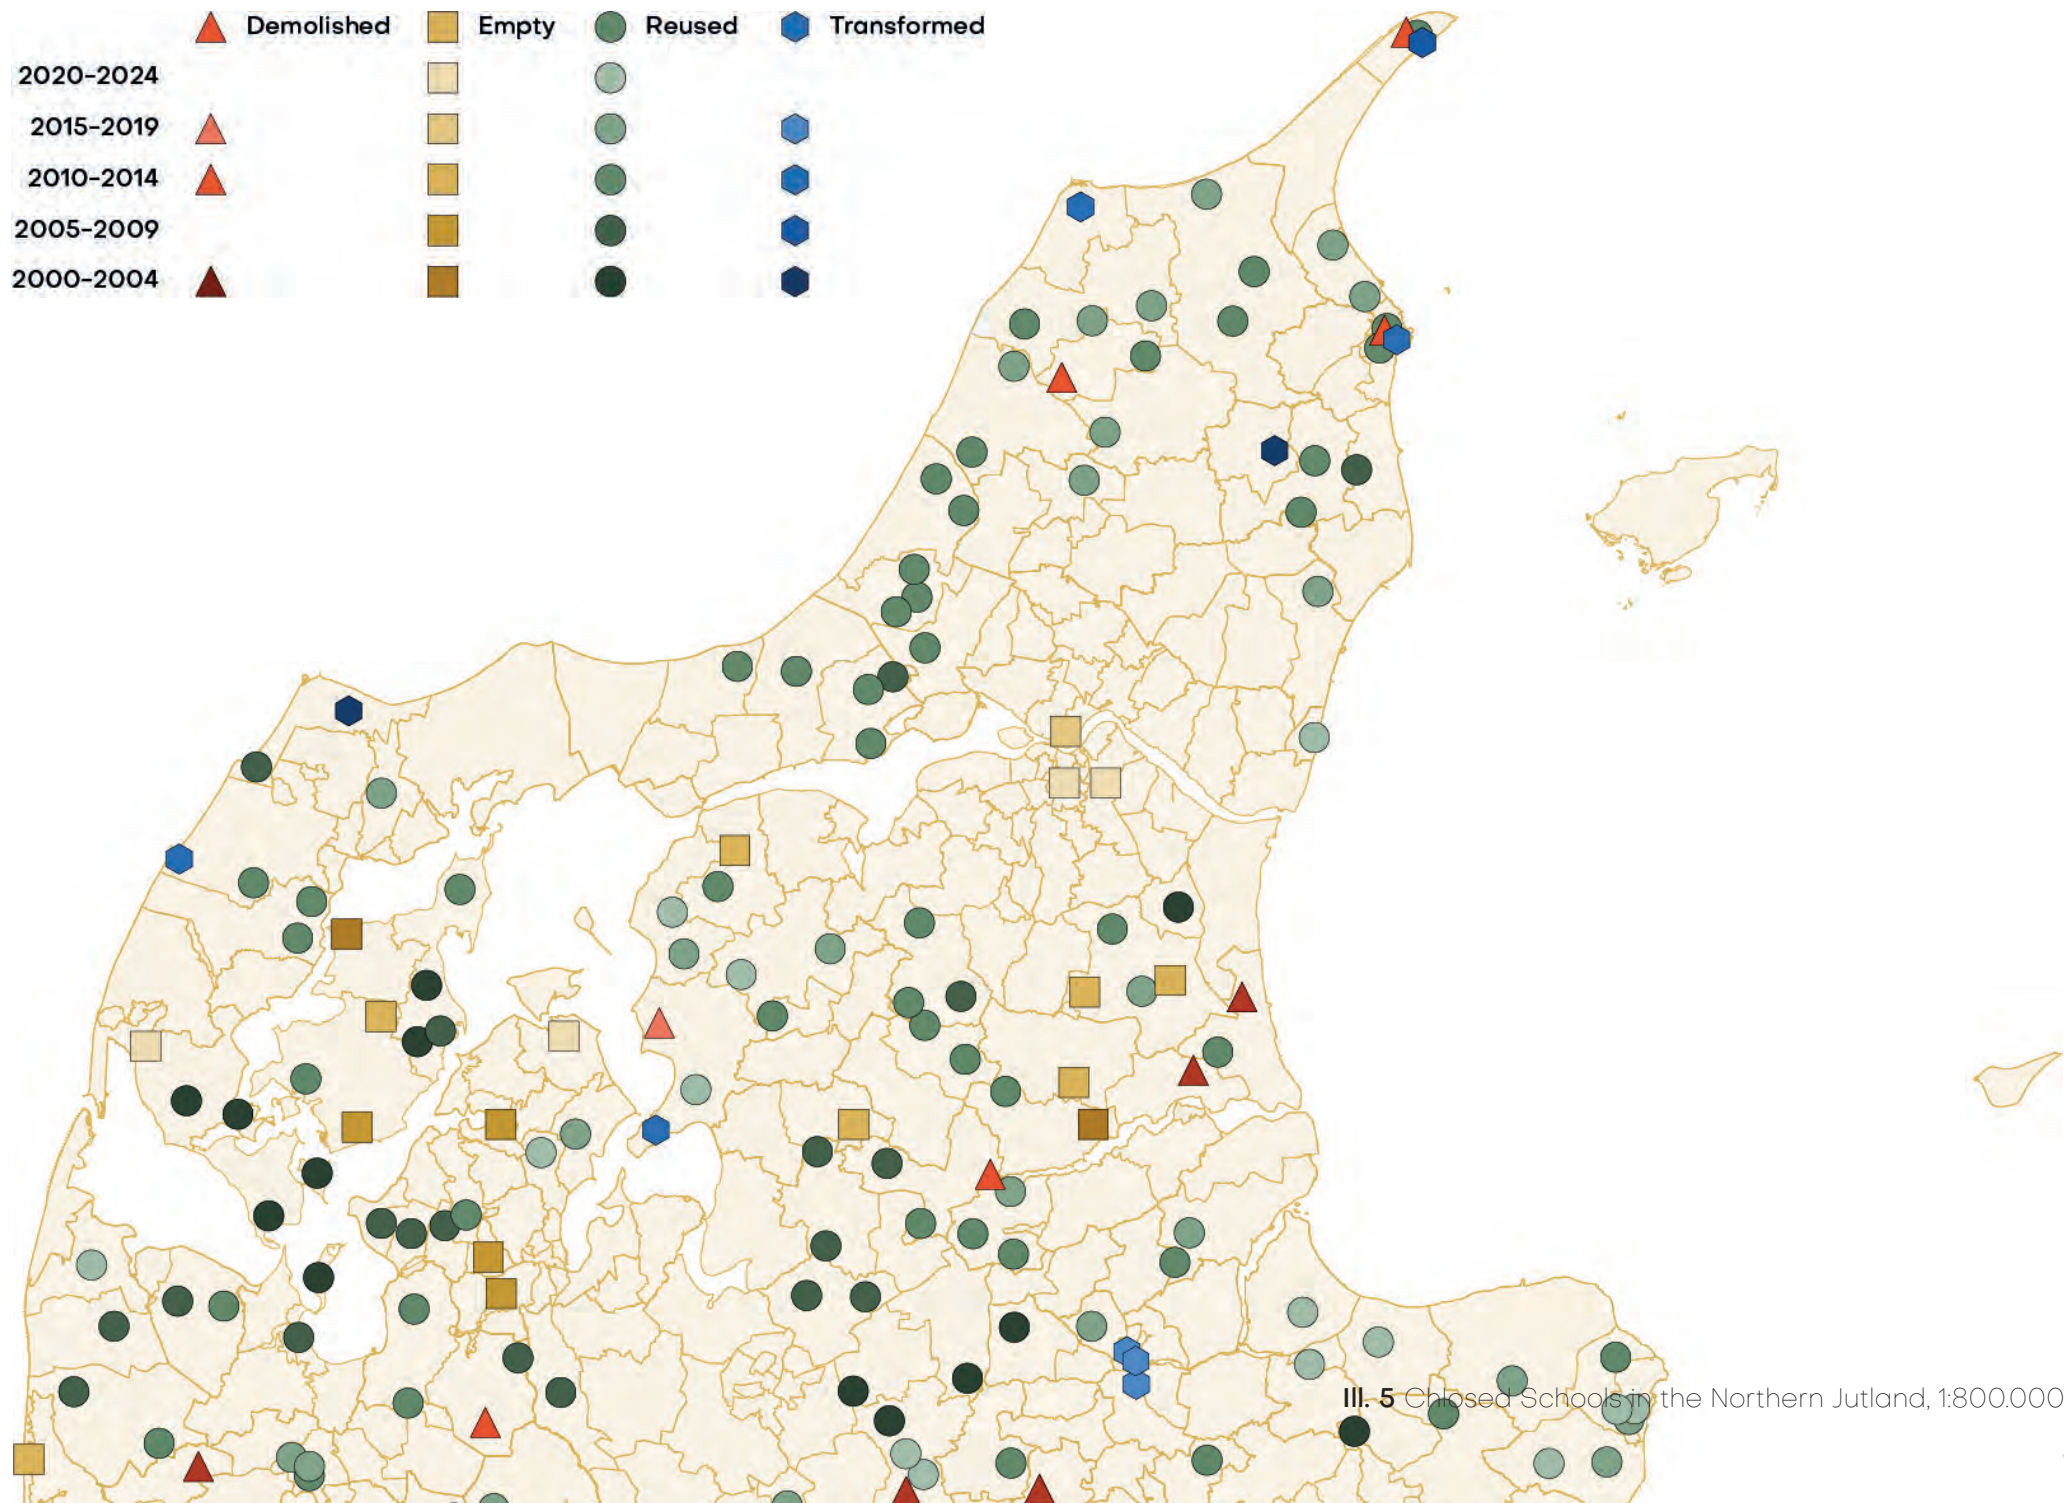 Demolished Empty Reused Transformed
2020-2024
2015-2019
2010-2014
2005-2009
2000-2004
Ill. 5 Chlosed Schools in the Northern Jutland, 1:800.000